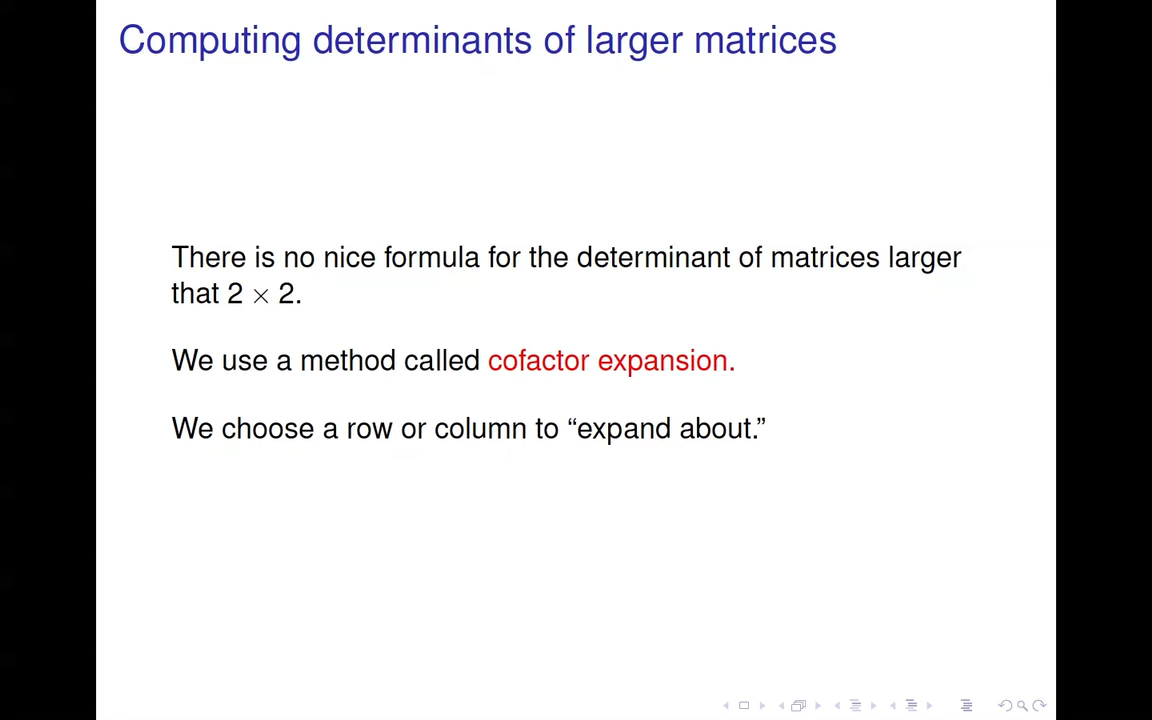 Computing determinants of larger matrices
There is no nice formula for the determinant of matrices larger
that 2 × 2.
We use a method called cofactor expansion.
We choose a row or column to “expand about.”